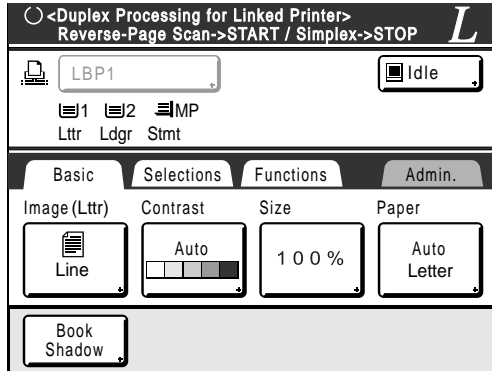 <Duplex Processing for Linked Printer>
Reverse-Page Scan->START / Simplex->STOP
L
LBP1
Idle
1 2 MP
Lttr Ldgr Stmt
Basic Selections Functions Admin.
Image (Lttr) Contrast Size Paper
Line Auto 100% Auto
Letter
Book
Shadow